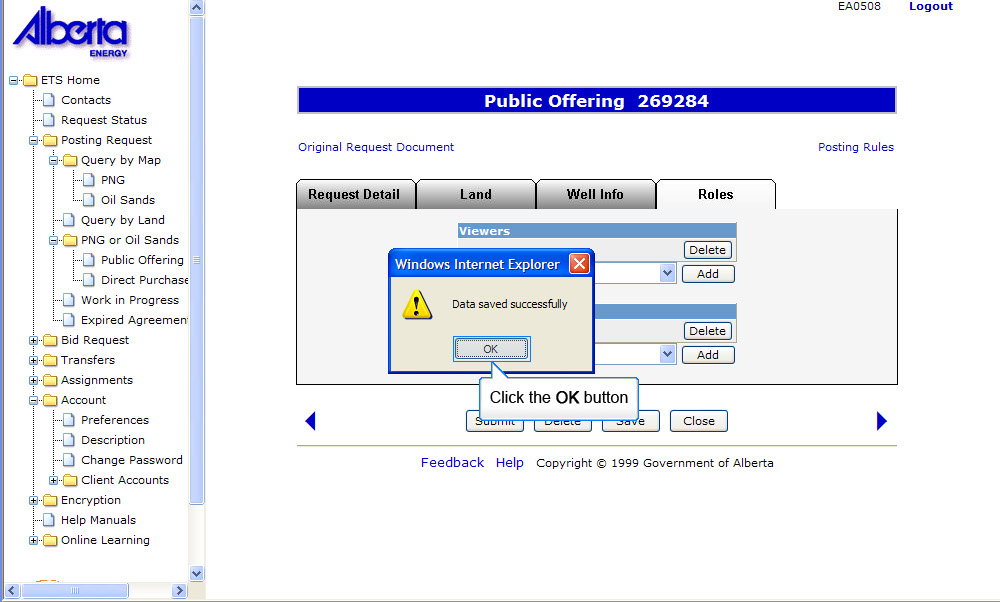 Alberta
ENERGY
EA0508 Logout
ETS Home
Contacts
Request Status
Posting Request
Query by Map
PNG
Oil Sands
Query by Land
PNG or Oil Sands
Public Offering
Direct Purchase
Work in Progress
Expired Agreemen
Bid Request
Transfers
Assignments
Account
Preferences
Description
Change Password
Client Accounts
Encryption
Help Manuals
Online Learning
Public Offering 269284
Original Request Document Posting Rules
Request Detail Land Well Info Roles
Viewers
Delete
Add
Delete
Add
Windows Internet Explorer
Data saved successfully
OK
Click the OK button
Submit Delete Save Close
Feedback Help Copyright © 1999 Government of Alberta